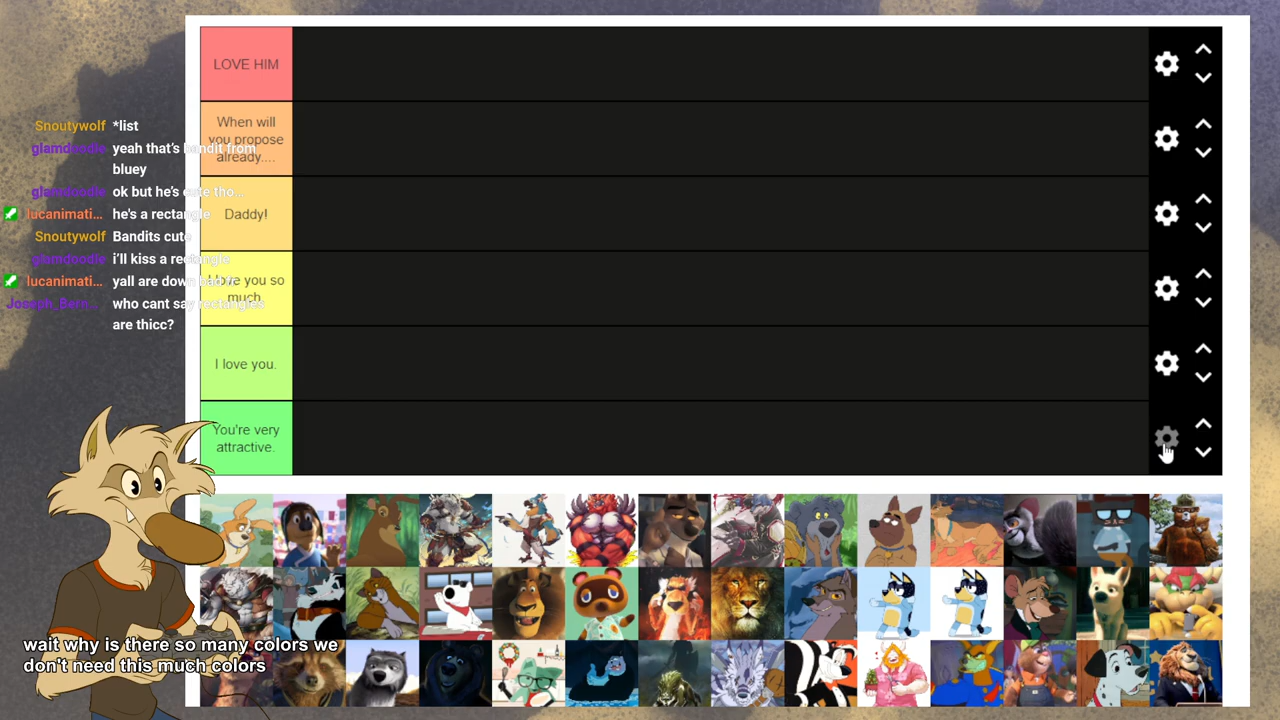 LOVE HIM
When will
you propose
already....
Daddy!
I love you so
much.
I love you.
You're very
attractive.
Snoutywolf *list
glamdoodle yeah that's bandit from
bluey
glamdoodle ok but he's cute tho...
lucanimati... he's a rectangle
Snoutywolf Bandits cute
glamdoodle i'll kiss a rectangle
lucanimati... yall are down bad
Joseph_Bern... who cant say rectangles
are thicc?
wait why is there so many colors we
don't need this much colors